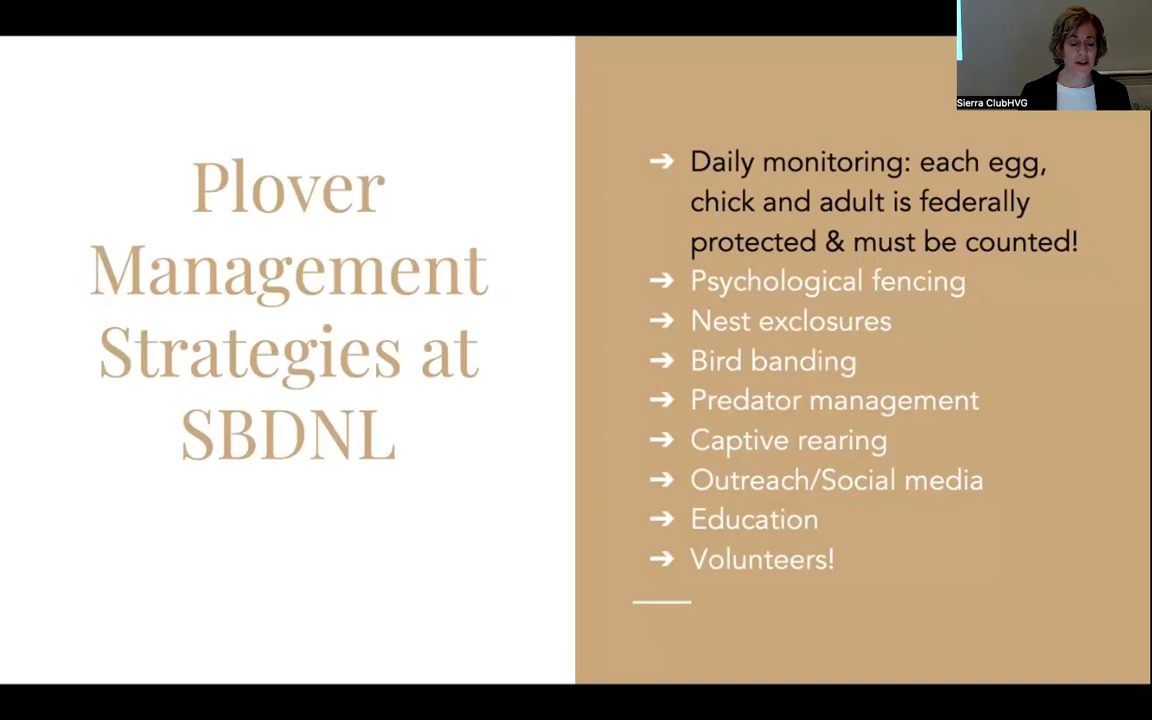 Plover
Management
Strategies at
SBDNL
Sierra ClubHVG
➔ Daily monitoring: each egg,
chick and adult is federally
protected & must be counted!
➔ Psychological fencing
➔ Nest exclosures
➔ Bird banding
➔ Predator management
➔ Captive rearing
➔ Outreach/Social media
➔ Education
➔ Volunteers!